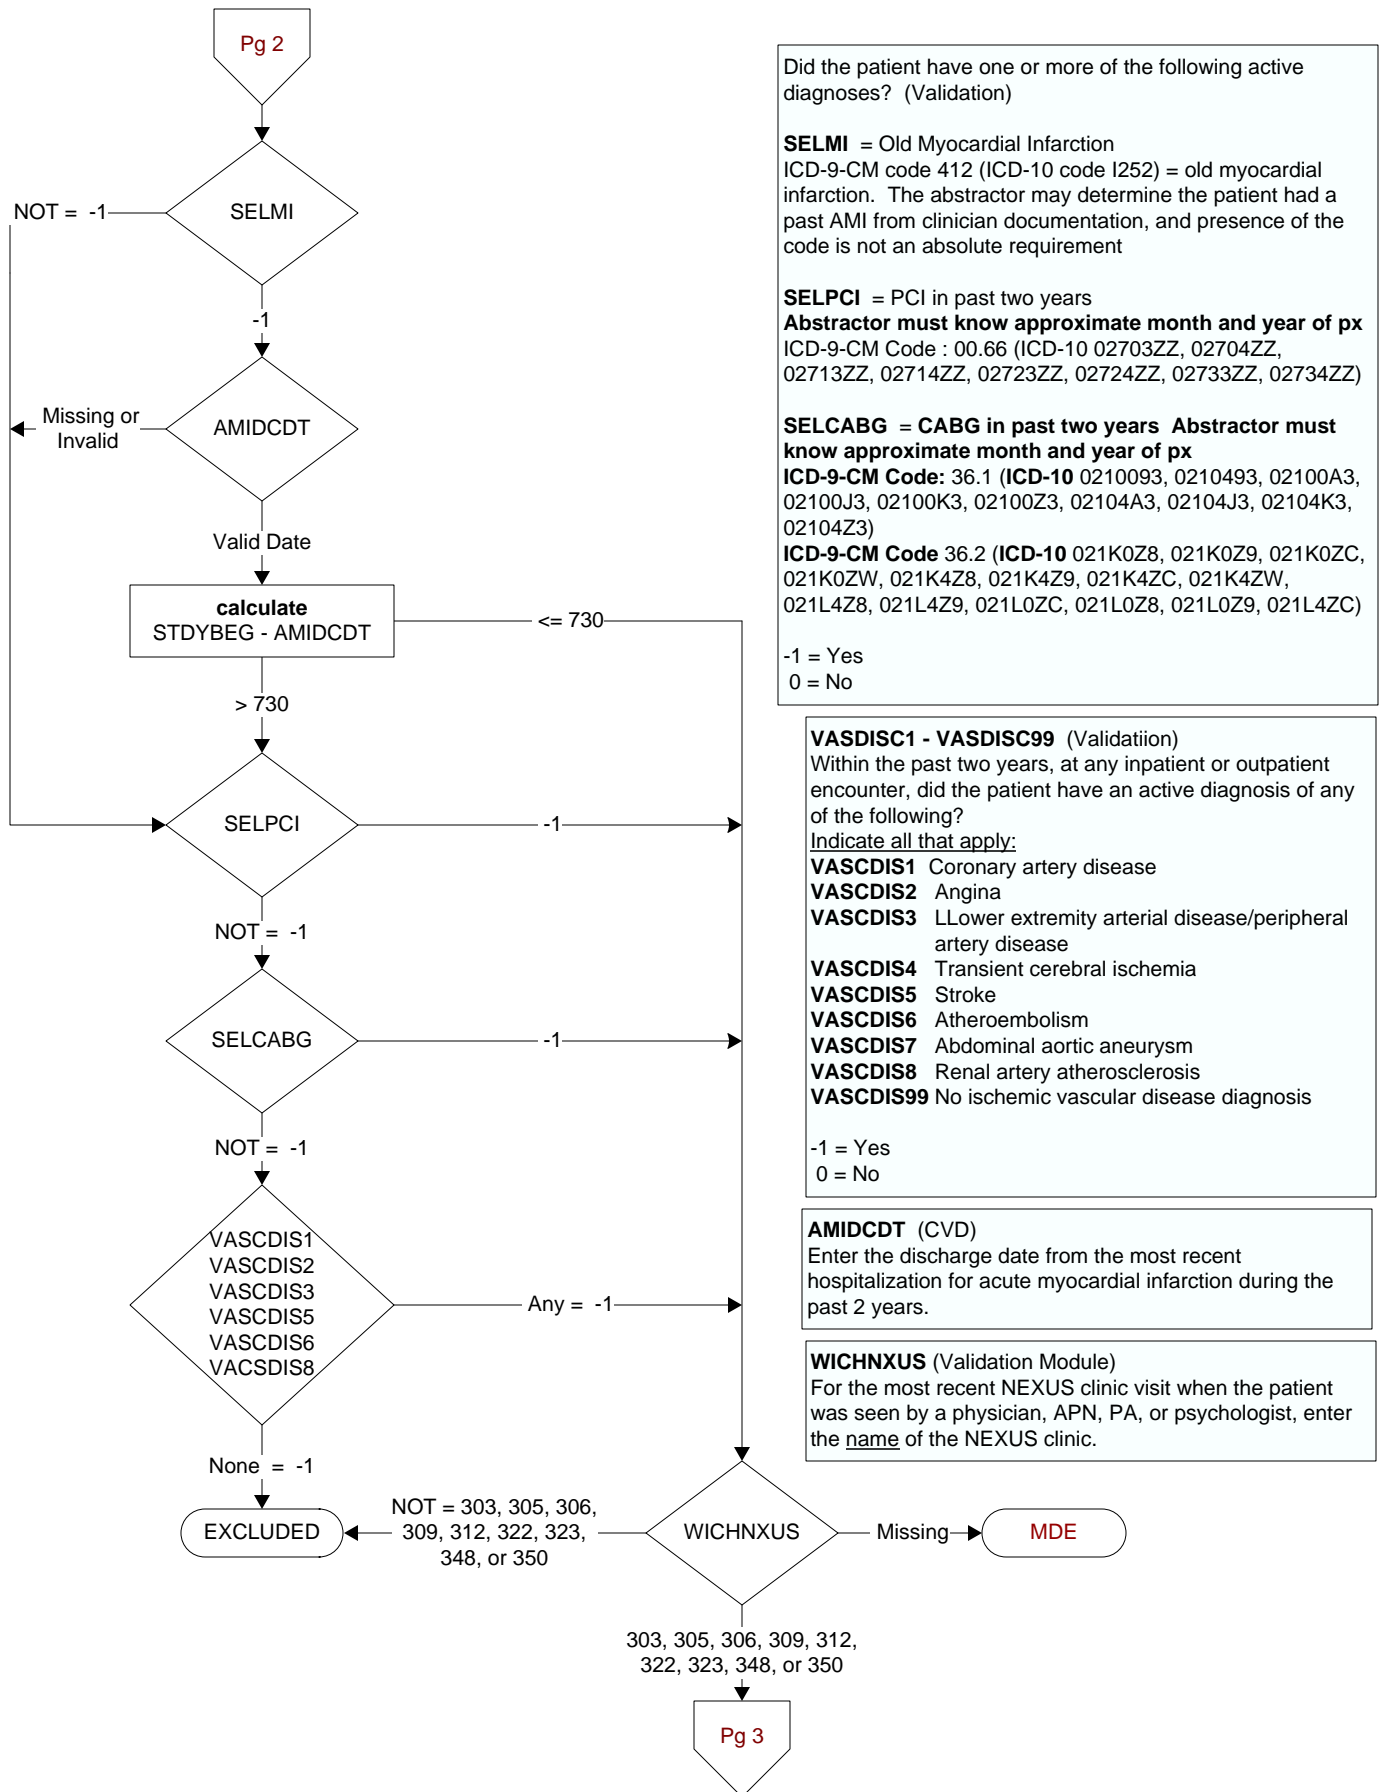 Pg 2
SELMI
NOT = -1
-1
AMIDCDT
Missing or
Invalid
Valid Date
calculate
STDYBEG - AMIDCDT
<= 730
> 730
SELPCI
-1
NOT = -1
SELCABG
-1
NOT = -1
VASCDIS1
VASCDIS2
VASCDIS3
VASCDIS5
VASCDIS6
VACSDIS8
Any = -1
None = -1
EXCLUDED
NOT = 303, 305, 306,
309, 312, 322, 323,
348, or 350
WICHNXUS
Missing
MDE
303, 305, 306, 309, 312,
322, 323, 348, or 350
Pg 3
Did the patient have one or more of the following active
diagnoses? (Validation)
SELMI = Old Myocardial Infarction
ICD-9-CM code 412 (ICD-10 code I252) = old myocardial
infarction. The abstractor may determine the patient had a
past AMI from clinician documentation, and presence of the
code is not an absolute requirement
SELPCI = PCI in past two years
Abstractor must know approximate month and year of px
ICD-9-CM Code : 00.66 (ICD-10 02703ZZ, 02704ZZ,
02713ZZ, 02714ZZ, 02723ZZ, 02724ZZ, 02733ZZ, 02734ZZ)
SELCABG = CABG in past two years Abstractor must
know approximate month and year of px
ICD-9-CM Code: 36.1 (ICD-10 0210093, 0210493, 02100A3,
02100J3, 02100K3, 02100Z3, 02104A3, 02104J3, 02104K3,
02104Z3)
ICD-9-CM Code 36.2 (ICD-10 021K0Z8, 021K0Z9, 021K0ZC,
021K0ZW, 021K4Z8, 021K4Z9, 021K4ZC, 021K4ZW,
021L4Z8, 021L4Z9, 021L0ZC, 021L0Z8, 021L0Z9, 021L4ZC)
-1 = Yes
0 = No
VASDISC1 - VASDISC99 (Validatiion)
Within the past two years, at any inpatient or outpatient
encounter, did the patient have an active diagnosis of any
of the following?
Indicate all that apply:
VASCDIS1 Coronary artery disease
VASCDIS2 Angina
VASCDIS3 LLower extremity arterial disease/peripheral
artery disease
VASCDIS4 Transient cerebral ischemia
VASCDIS5 Stroke
VASCDIS6 Atheroembolism
VASCDIS7 Abdominal aortic aneurysm
VASCDIS8 Renal artery atherosclerosis
VASCDIS99 No ischemic vascular disease diagnosis
-1 = Yes
0 = No
AMIDCDT (CVD)
Enter the discharge date from the most recent
hospitalization for acute myocardial infarction during the
past 2 years.
WICHNXUS (Validation Module)
For the most recent NEXUS clinic visit when the patient
was seen by a physician, APN, PA, or psychologist, enter
the name of the NEXUS clinic.